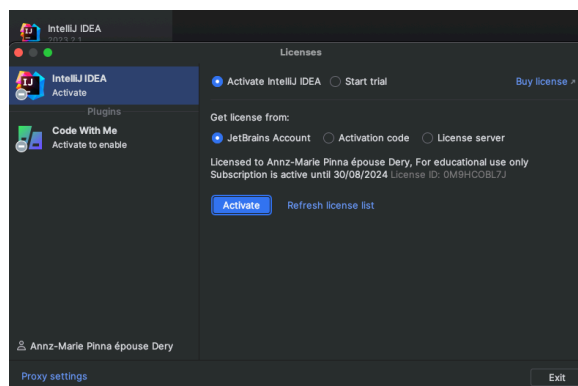 IntelliJ IDEA
2023.2.1
Licenses
IntelliJ IDEA
Activate
Plugins
Code With Me
Activate to enable
Activate IntelliJ IDEA Start trial Buy license ↗
Get license from:
JetBrains Account Activation code License server
Licensed to Annz-Marie Pinna épouse Dery, For educational use only
Subscription is active until 30/08/2024 License ID: 0M9HCOBL7J
Activate Refresh license list
Annz-Marie Pinna épouse Dery
Proxy settings Exit